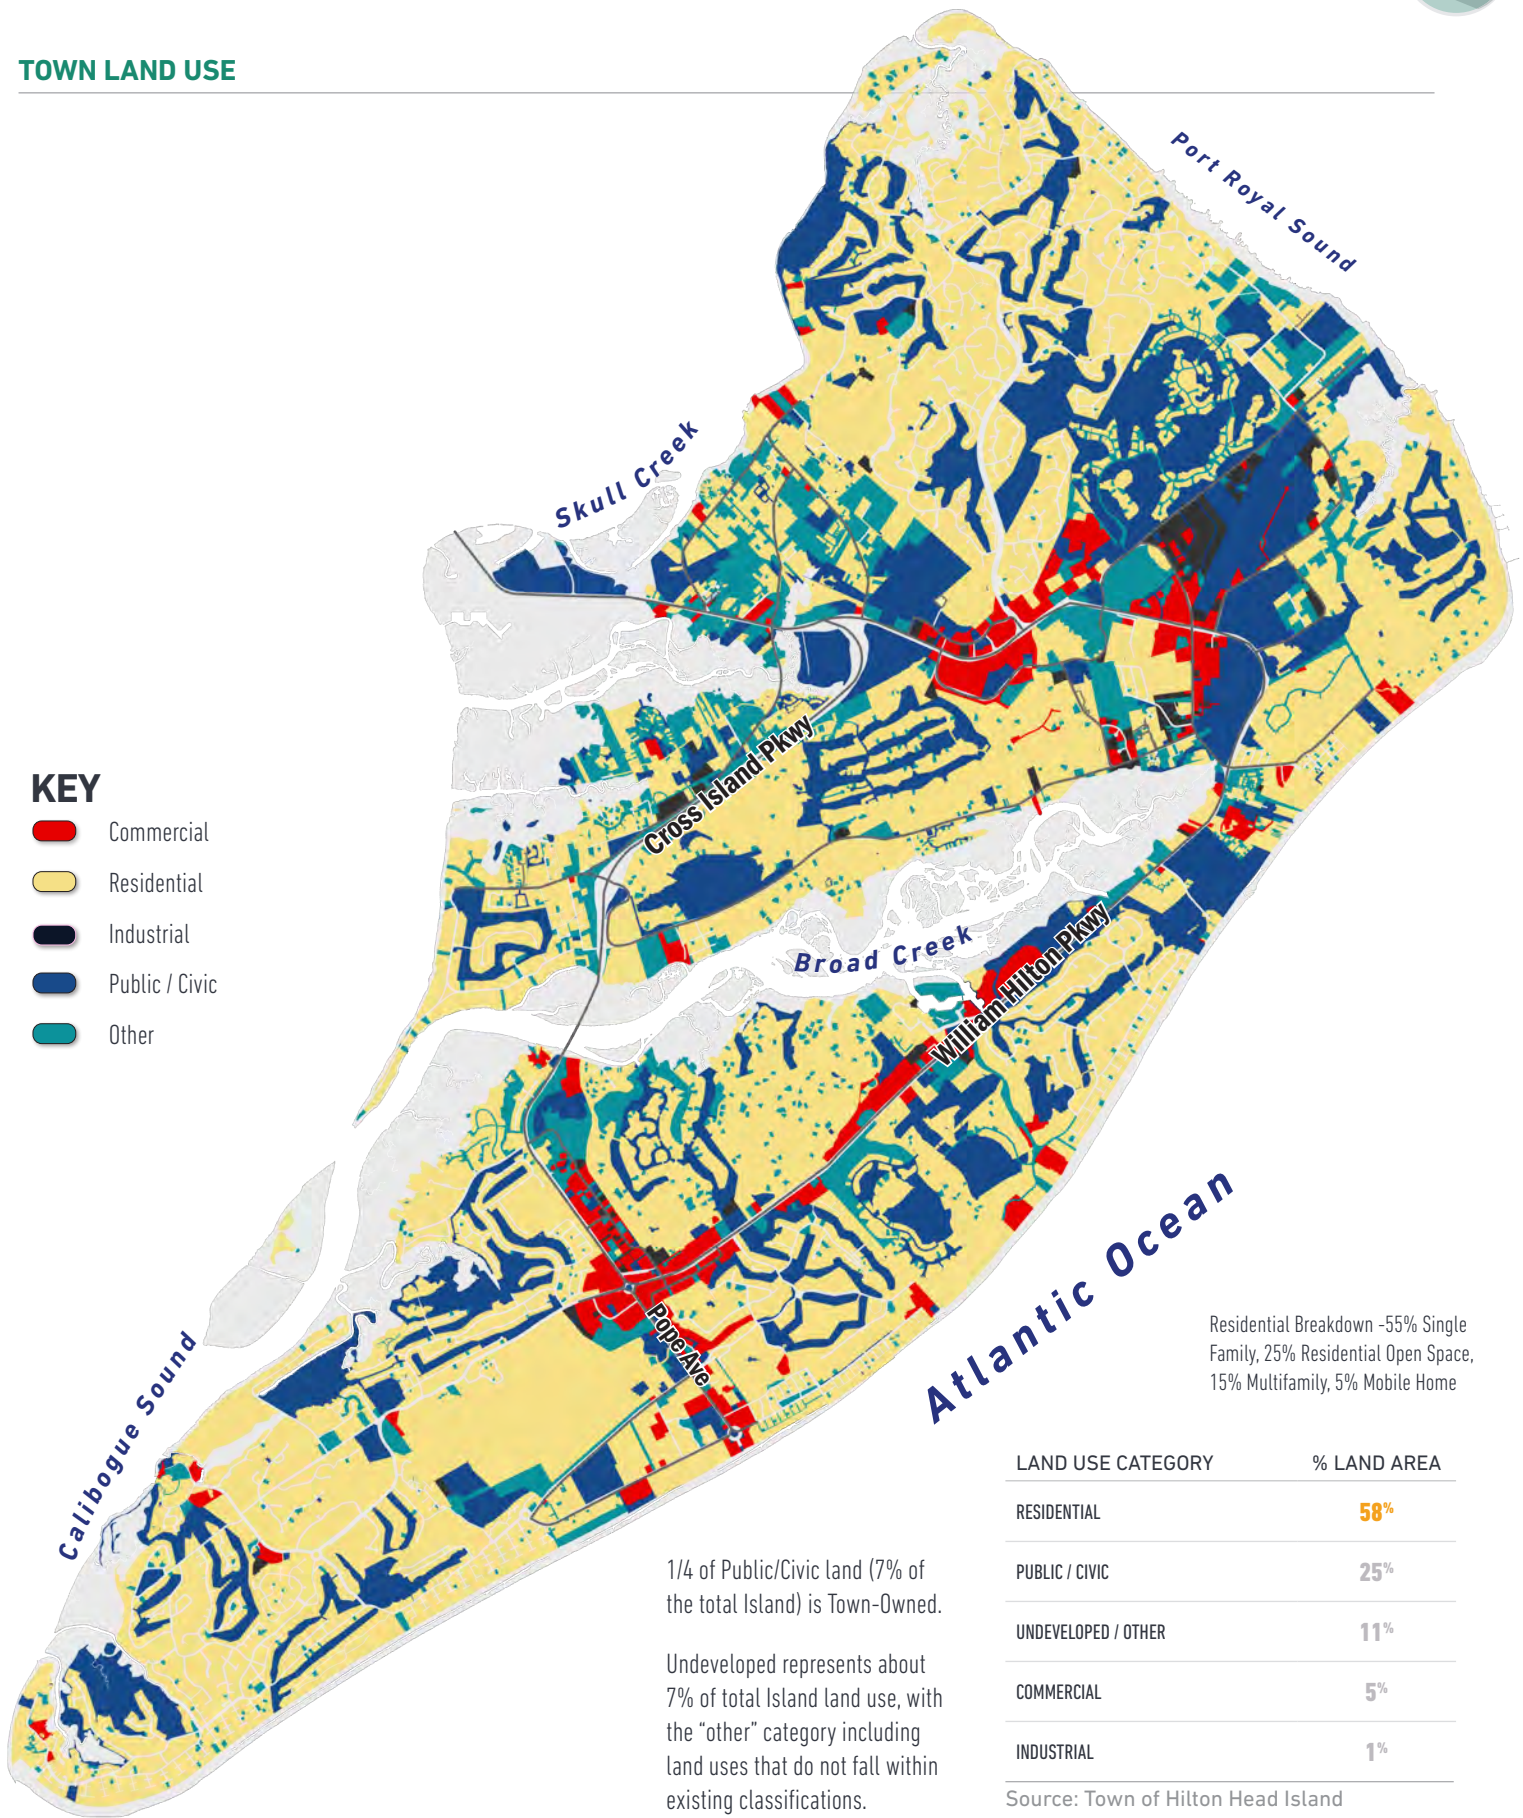 TOWN LAND USE
Port Royal Sound
Skull Creek
Cross Island Pkwy
KEY
Commercial
Residential
Industrial
Public / Civic
Other
Broad Creek
William Hilton Pkwy
Pope Ave
Atlantic Ocean
Calibogue Sound
Residential Breakdown -55% Single
Family, 25% Residential Open Space,
15% Multifamily, 5% Mobile Home
LAND USE CATEGORY % LAND AREA
RESIDENTIAL 58%
PUBLIC / CIVIC 25%
UNDEVELOPED / OTHER 11%
COMMERCIAL 5%
INDUSTRIAL 1%
Source: Town of Hilton Head Island
1/4 of Public/Civic land (7% of
the total Island) is Town-Owned.
Undeveloped represents about
7% of total Island land use, with
the “other” category including
land uses that do not fall within
existing classifications.